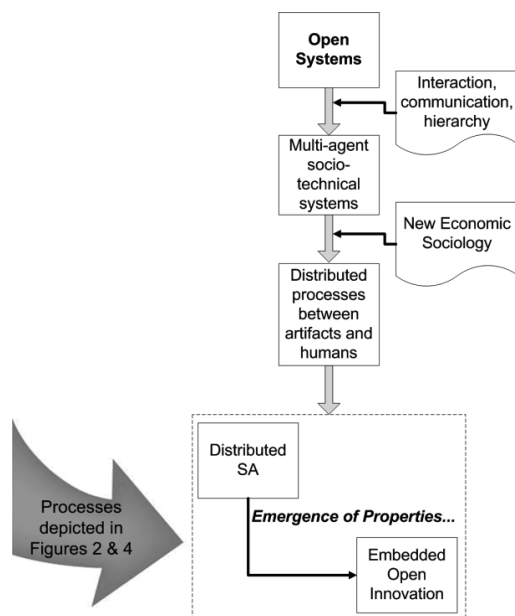 Open
Systems
Interaction,
communication,
hierarchy
Multi-agent
socio-
technical
systems
New Economic
Sociology
Distributed
processes
between
artifacts and
humans
Distributed
SA
Processes
depicted in
Figures 2 & 4
Emergence of Properties...
Embedded
Open
Innovation